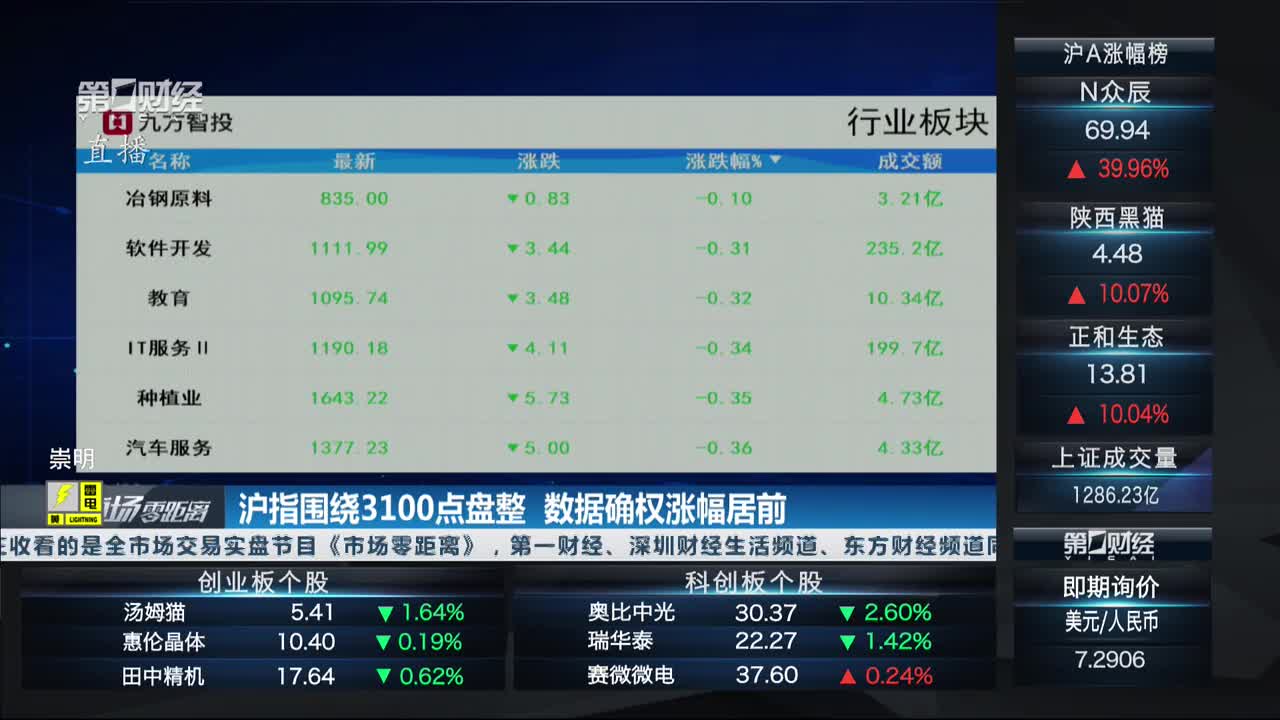 第一财经
九方智投
行业板块
直播
名称 最新 涨跌 涨跌幅%▼ 成交额
冶钢原料 835.00 ▼0.83 -0.10 3.21亿
软件开发 1111.99 ▼3.44 -0.31 235.2亿
教育 1095.74 ▼3.48 -0.32 10.34亿
IT服务Ⅱ 1190.18 ▼4.11 -0.34 199.7亿
种植业 1643.22 ▼5.73 -0.35 4.73亿
汽车服务 1377.23 ▼5.00 -0.36 4.33亿
崇明
雷电
黄 LIGHTNING
市场零距离
沪指围绕3100点盘整 数据确权涨幅居前
正收看的是全市场交易实盘节目《市场零距离》，第一财经、深圳财经生活频道、东方财经频道同
创业板个股
汤姆猫 5.41 ▼1.64%
惠伦晶体 10.40 ▼0.19%
田中精机 17.64 ▼0.62%
科创板个股
奥比中光 30.37 ▼2.60%
瑞华泰 22.27 ▼1.42%
赛微微电 37.60 ▲0.24%
沪A涨幅榜
N众辰
69.94
▲ 39.96%
陕西黑猫
4.48
▲ 10.07%
正和生态
13.81
▲ 10.04%
上证成交量
1286.23亿
第一财经
YICAI
即期询价
美元/人民币
7.2906